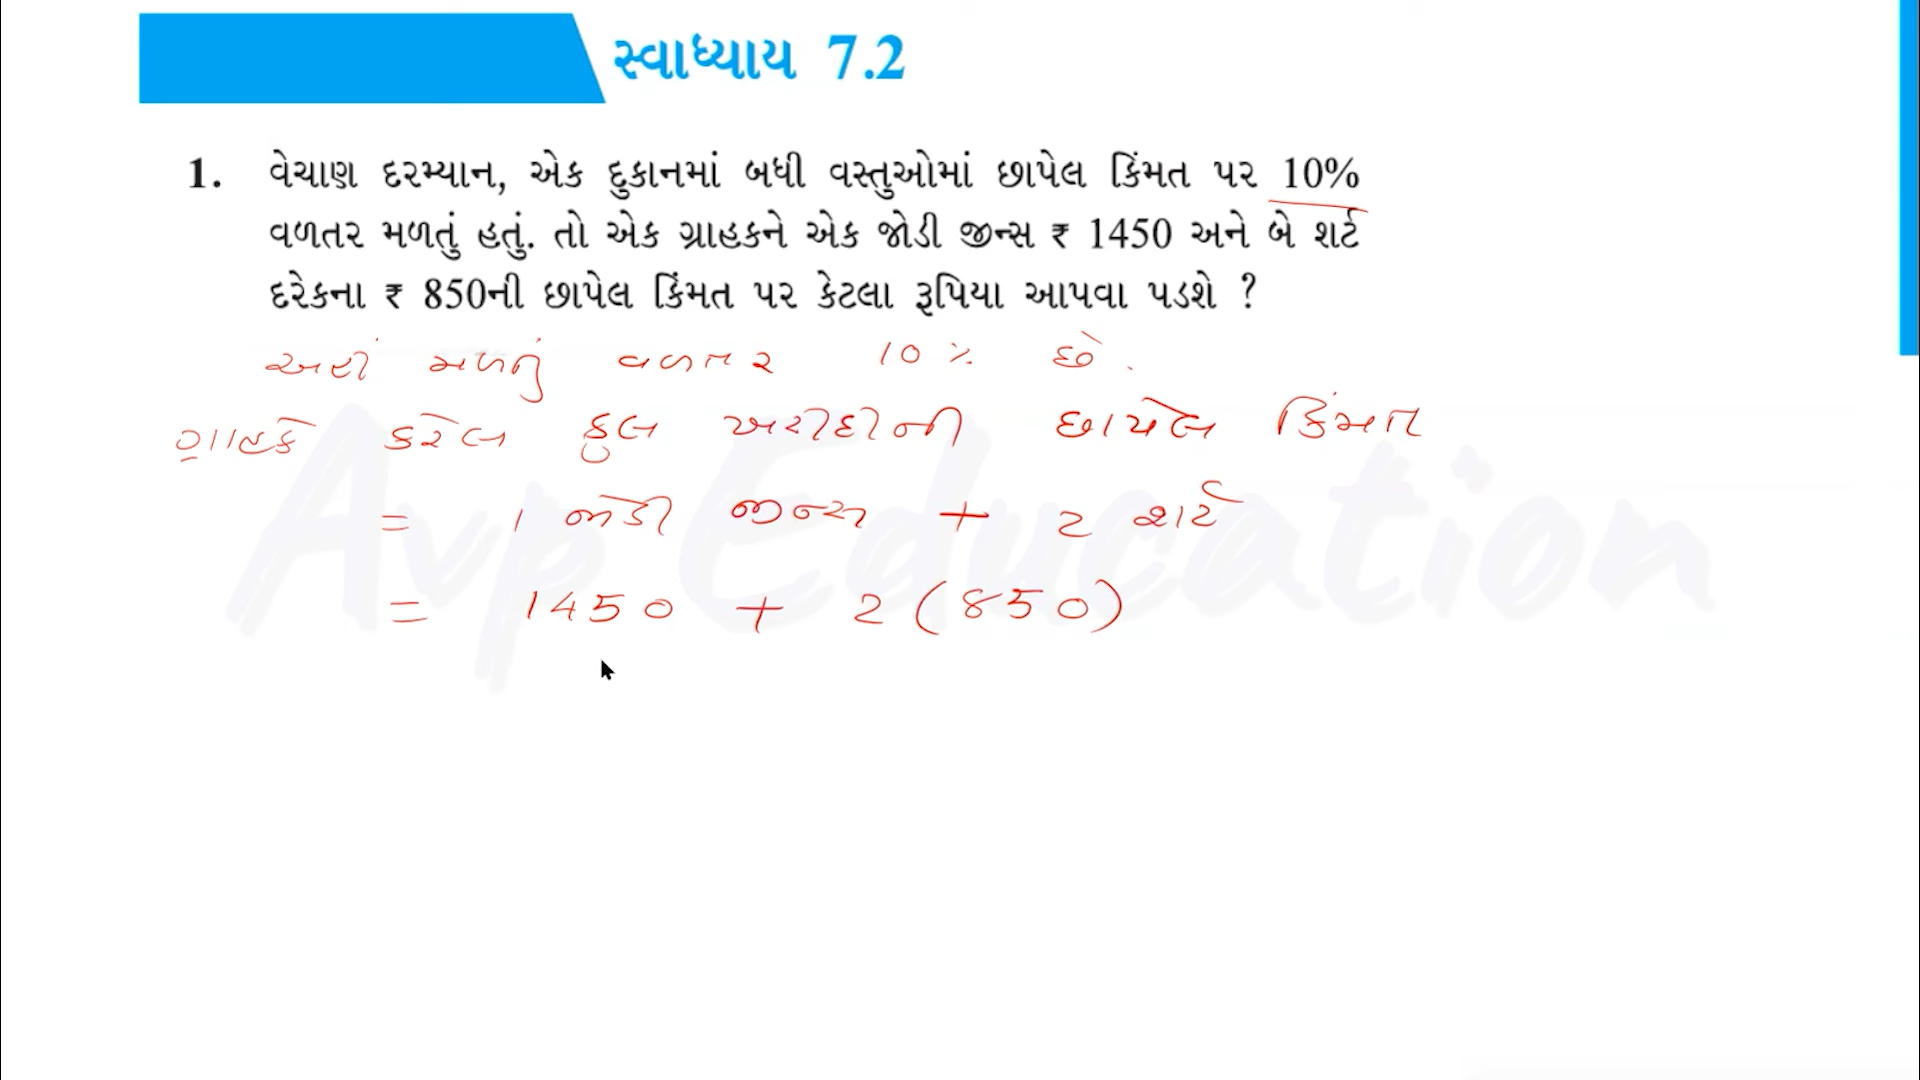 સ્વાધ્યાય 7.2
1. વેચાણ દરમ્યાન, એક દુકાનમાં બધી વસ્તુઓમાં છાપેલ કિંમત પર 10%
વળતર મળતું હતું. તો એક ગ્રાહકને એક જોડી જીન્સ ₹ 1450 અને બે શર્ટ
દરેકના ₹ 850ની છાપેલ કિંમત પર કેટલા રૂપિયા આપવા પડશે ?
અહીં મળતું વળતર 10 % છે.
ગ્રાહકે કરેલ કુલ ખરીદીની છાપેલ કિંમત
= 1 જોડી જીન્સ + 2 શર્ટ
= 1450 + 2 (850)
Avp Education